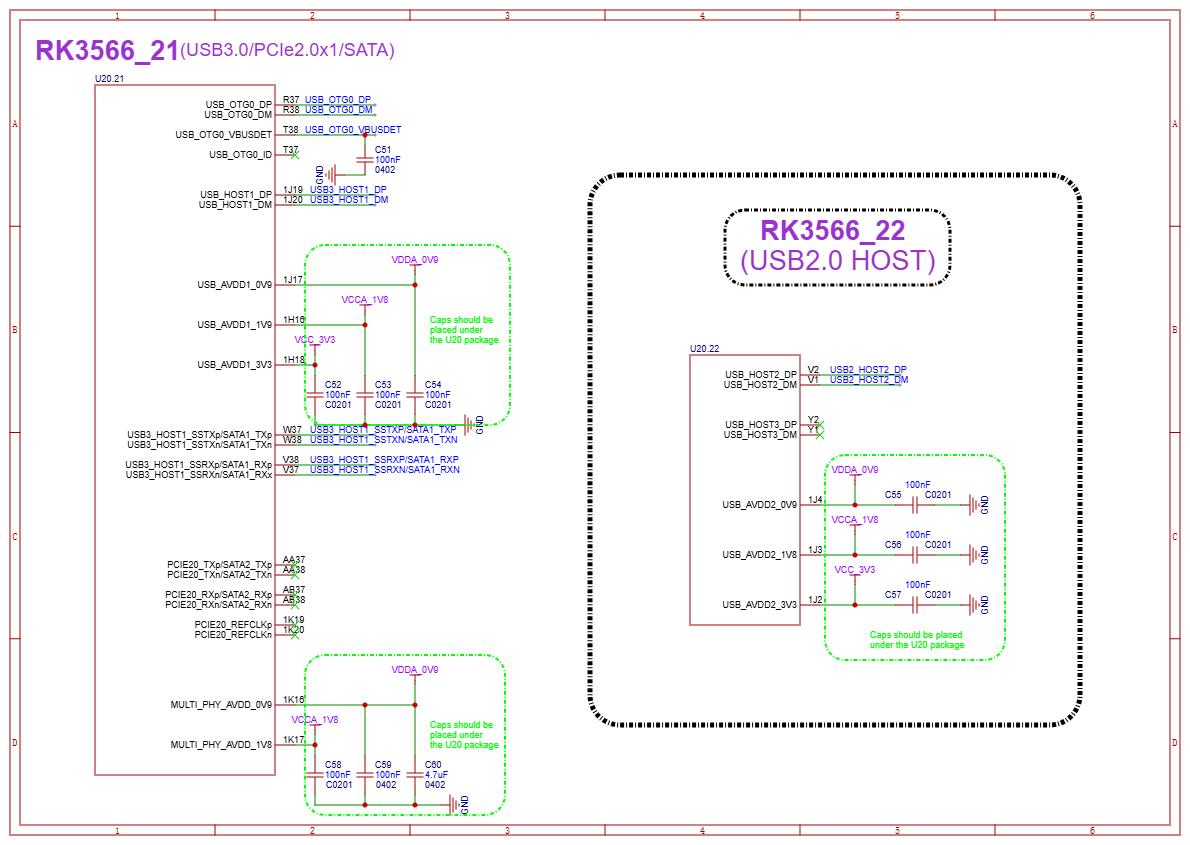 1 2 3 4 5 6
RK3566_21(USB3.0/PCIe2.0x1/SATA)
U20.21
USB_OTG0_DP R37 USB_OTG0_DP
USB_OTG0_DM R38 USB_OTG0_DM
A A
USB_OTG0_VBUSDET T38 USB_OTG0_VBUSDET
USB_OTG0_ID T37
C51
100nF
0402
GND
USB_HOST1_DP 1J19 USB3_HOST1_DP
USB_HOST1_DM 1J20 USB3_HOST1_DM
VDDA_0V9
USB_AVDD1_0V9 1J17
VCCA_1V8
USB_AVDD1_1V9 1H16
Caps should be
placed under
the U20 package
B B
VCC_3V3
USB_AVDD1_3V3 1H18
C52 C53 C54
100nF 100nF 100nF
C0201 C0201 C0201
GND
USB3_HOST1_SSTXp/SATA1_TXp W37 USB3_HOST1_SSTXP/SATA1_TXP
USB3_HOST1_SSTXn/SATA1_TXn W38 USB3_HOST1_SSTXN/SATA1_TXN
USB3_HOST1_SSRXp/SATA1_RXp V38 USB3_HOST1_SSRXP/SATA1_RXP
USB3_HOST1_SSRXn/SATA1_RXx V37 USB3_HOST1_SSRXN/SATA1_RXN
C C
PCIE20_TXp/SATA2_TXp AA37
PCIE20_TXn/SATA2_TXn AA38
PCIE20_RXp/SATA2_RXp AB37
PCIE20_RXn/SATA2_RXn AB38
PCIE20_REFCLKp 1K19
PCIE20_REFCLKn 1K20
VDDA_0V9
MULTI_PHY_AVDD_0V9 1K16
VCCA_1V8
Caps should be
placed under
the U20 package
MULTI_PHY_AVDD_1V8 1K17
D D
C58 C59 C60
100nF 100nF 4.7uF
C0201 0402 0402
GND
RK3566_22
(USB2.0 HOST)
U20.22
USB_HOST2_DP V2 USB2_HOST2_DP
USB_HOST2_DM V1 USB2_HOST2_DM
USB_HOST3_DP Y2
USB_HOST3_DM Y1
VDDA_0V9
100nF
C55 C0201
USB_AVDD2_0V9 1J4 GND
VCCA_1V8
100nF
C56 C0201
USB_AVDD2_1V8 1J3 GND
VCC_3V3
100nF
C57 C0201
USB_AVDD2_3V3 1J2 GND
Caps should be placed
under the U20 package
1 2 3 4 5 6